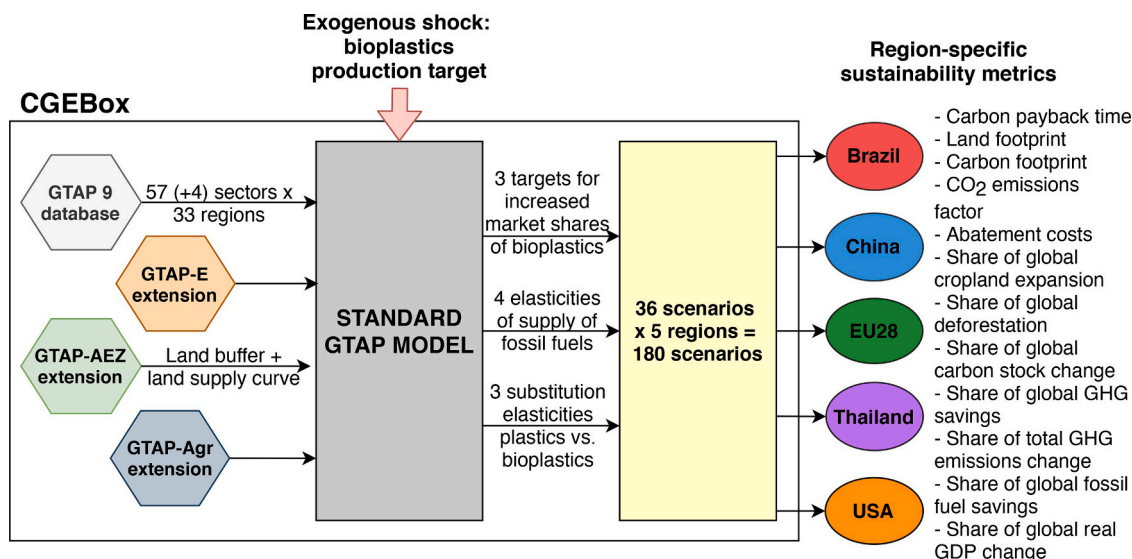 Exogenous shock:
bioplastics
production target
Region-specific
sustainability metrics
CGEBox
GTAP 9
database
57 (+4) sectors x
33 regions
GTAP-E
extension
GTAP-AEZ
extension
Land buffer +
land supply curve
GTAP-Agr
extension
STANDARD
GTAP MODEL
3 targets for
increased
market shares
of bioplastics
4 elasticities
of supply of
fossil fuels
3 substitution
elasticities
plastics vs.
bioplastics
36 scenarios
x 5 regions =
180 scenarios
Brazil
China
EU28
Thailand
USA
- Carbon payback time
- Land footprint
- Carbon footprint
- CO2 emissions
factor
- Abatement costs
- Share of global
cropland expansion
- Share of global
deforestation
- Share of global
carbon stock change
- Share of global GHG
savings
- Share of total GHG
emissions change
- Share of global fossil
fuel savings
- Share of global real
GDP change